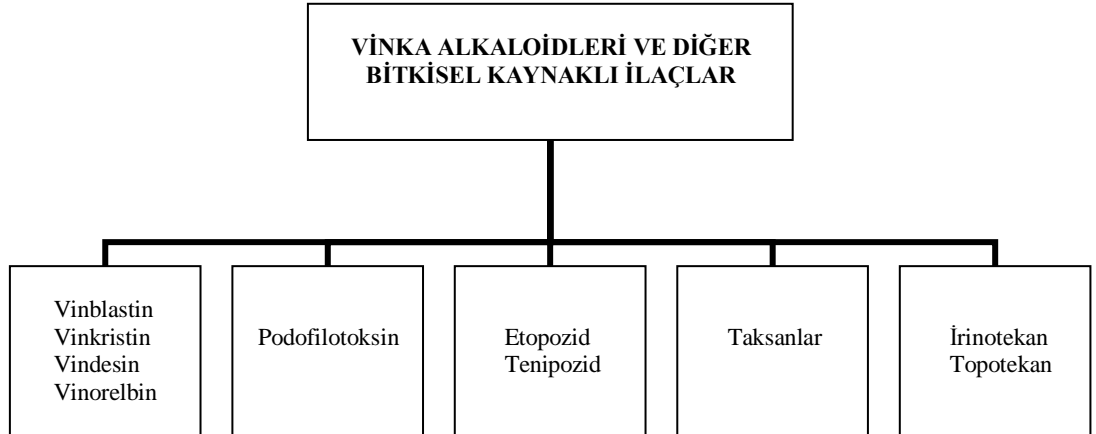 VİNKA ALKALOİDLERİ VE DİĞER
BİTKİSEL KAYNAKLI İLAÇLAR
Vinblastin
Vinkristin
Vindesin
Vinorelbin
Podofilotoksin
Etopozid
Tenipozid
Taksanlar
İrinotekan
Topotekan